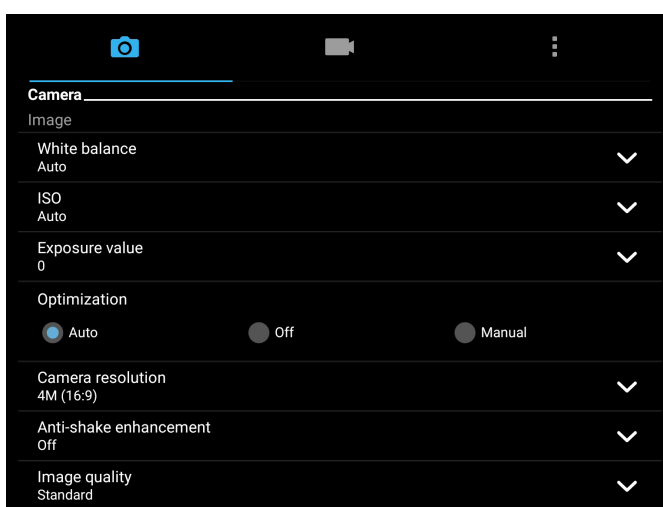 Camera
Image
White balance
Auto
ISO
Auto
Exposure value
0
Optimization
Auto Off Manual
Camera resolution
4M (16:9)
Anti-shake enhancement
Off
Image quality
Standard